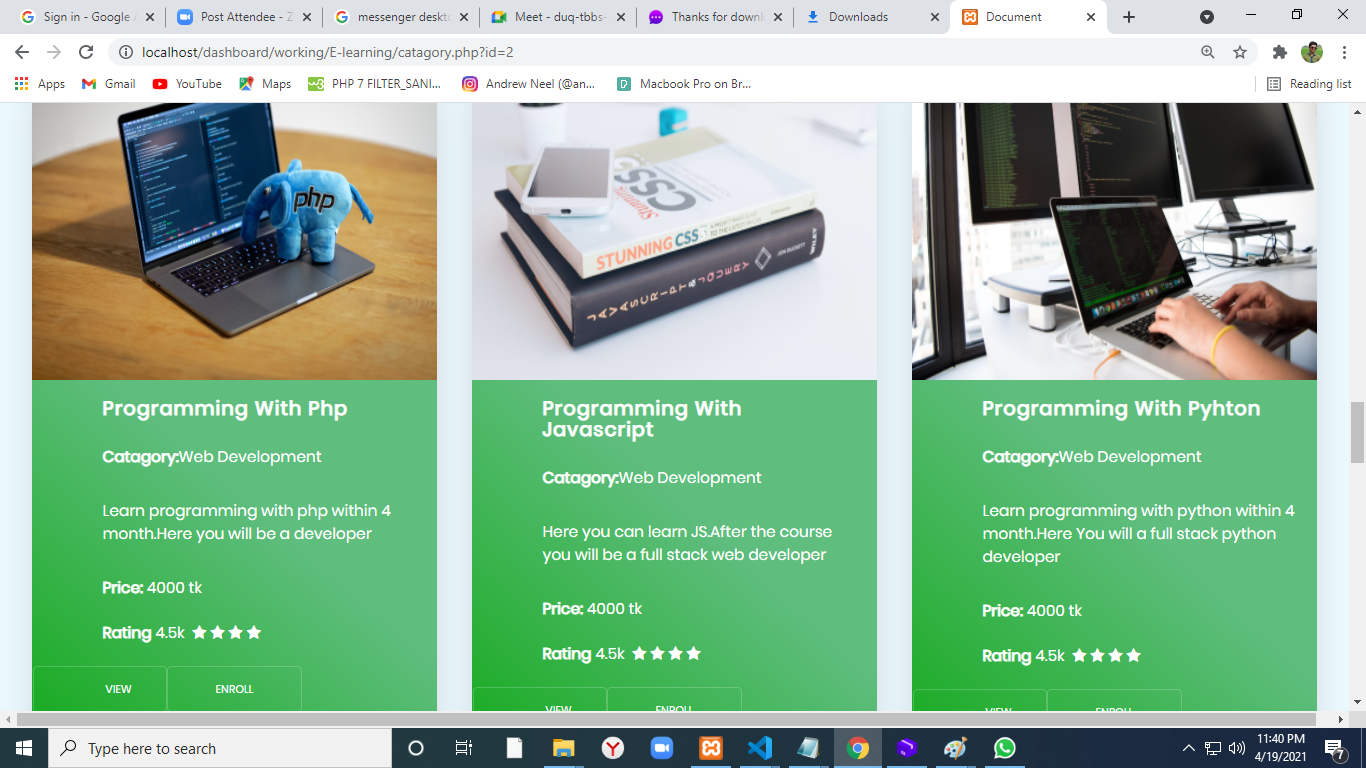 Sign in - Google A
Post Attendee - Z
messenger deskto
Meet - duq-tbbs-
Thanks for downl
Downloads
Document
localhost/dashboard/working/E-learning/catagory.php?id=2
Apps
Gmail
YouTube
Maps
PHP 7 FILTER_SANI...
Andrew Neel (@an...
Macbook Pro on Br...
Reading list
php
CSS
STUNNING CSS
JAVASCRIPT & JQUERY
JON DUCKETT
WILEY
Programming With Php
Catagory:Web Development
Learn programming with php within 4
month.Here you will be a developer
Price: 4000 tk
Rating 4.5k
VIEW
ENROLL
Programming With
Javascript
Catagory:Web Development
Here you can learn JS.After the course
you will be a full stack web developer
Price: 4000 tk
Rating 4.5k
VIEW
ENROLL
Programming With Pyhton
Catagory:Web Development
Learn programming with python within 4
month.Here You will a full stack python
developer
Price: 4000 tk
Rating 4.5k
VIEW
ENROLL
Type here to search
11:40 PM
4/19/2021
7